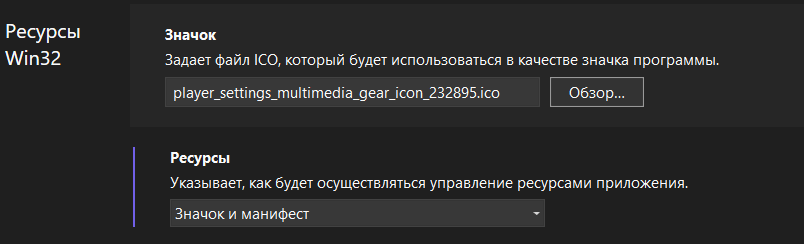 Ресурсы
Win32
Значок
Задает файл ICO, который будет использоваться в качестве значка программы.
player_settings_multimedia_gear_icon_232895.ico
Обзор...
Ресурсы
Указывает, как будет осуществляться управление ресурсами приложения.
Значок и манифест